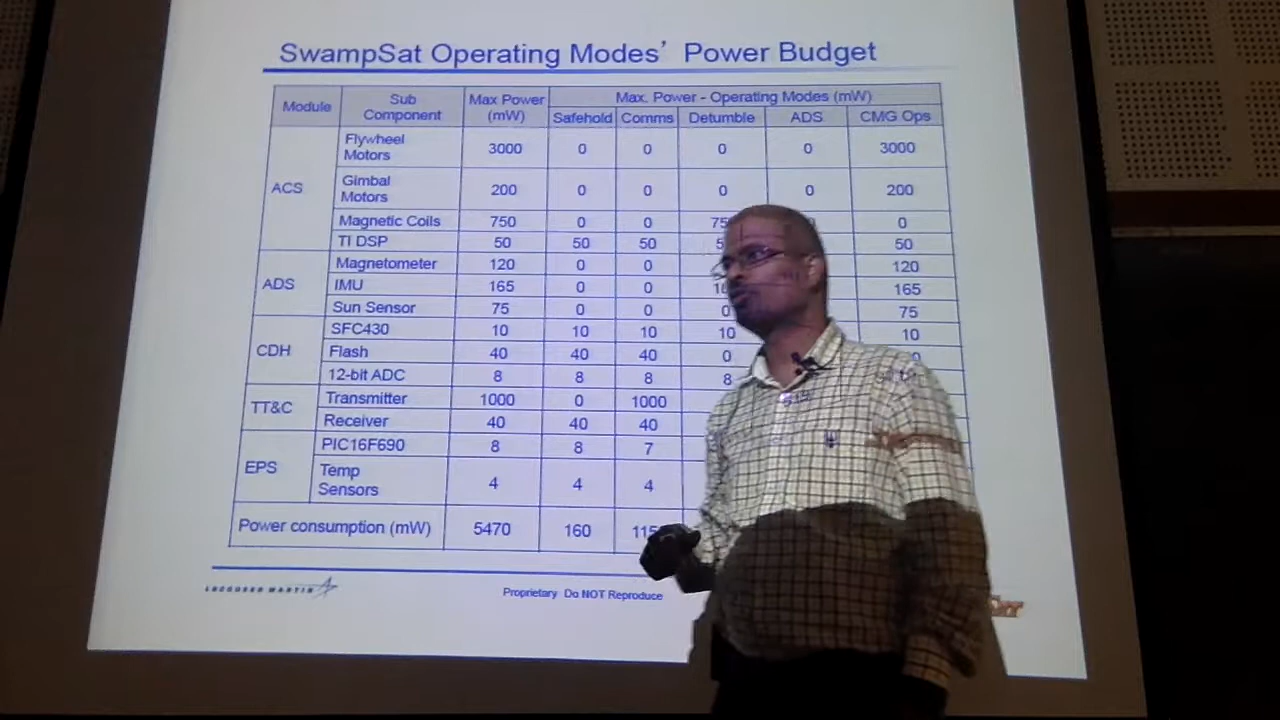 SwampSat Operating Modes' Power Budget
Module Sub Component Max Power (mW) Max. Power - Operating Modes (mW)
Safehold Comms Detumble ADS CMG Ops
ACS Flywheel Motors 3000 0 0 0 0 3000
Gimbal Motors 200 0 0 0 0 200
Magnetic Coils 750 0 0 0
TI DSP 50 50 50 50
ADS Magnetometer 120 0 0 120
IMU 165 0 0 165
Sun Sensor 75 0 0 0 75
CDH SFC430 10 10 10 10 10
Flash 40 40 40 0
12-bit ADC 8 8 8 8
TT&C Transmitter 1000 0 1000
Receiver 40 40 40
EPS PIC16F690 8 8 7
Temp Sensors 4 4 4
Power consumption (mW) 5470 160
LOCKHEED MARTIN
Proprietary Do NOT Reproduce